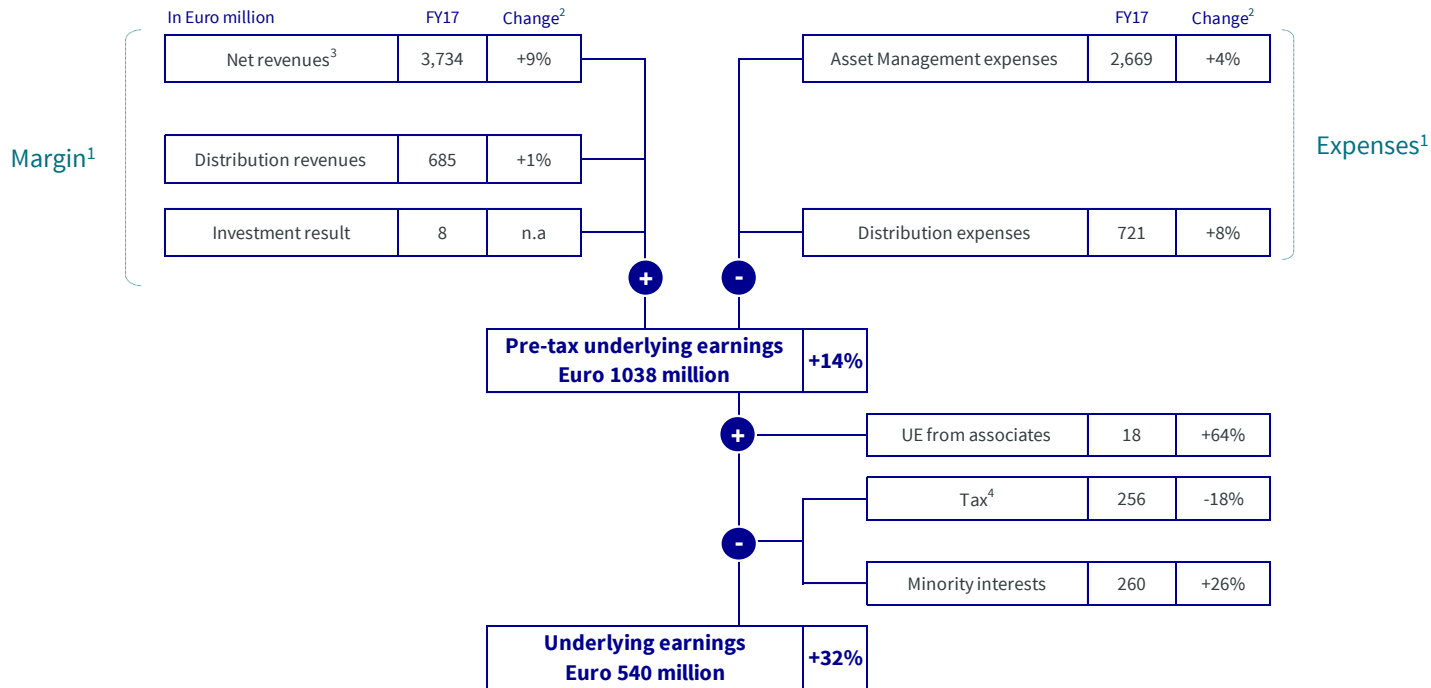 In Euro million FY17 Change2
FY17 Change2
Net revenues3 3,734 +9%
Asset Management expenses 2,669 +4%
Margin1
Expenses1
Distribution revenues 685 +1%
Investment result 8 n.a
Distribution expenses 721 +8%
+
-
Pre-tax underlying earnings
Euro 1038 million
+14%
+
UE from associates 18 +64%
Tax4 256 -18%
-
Minority interests 260 +26%
Underlying earnings
Euro 540 million
+32%